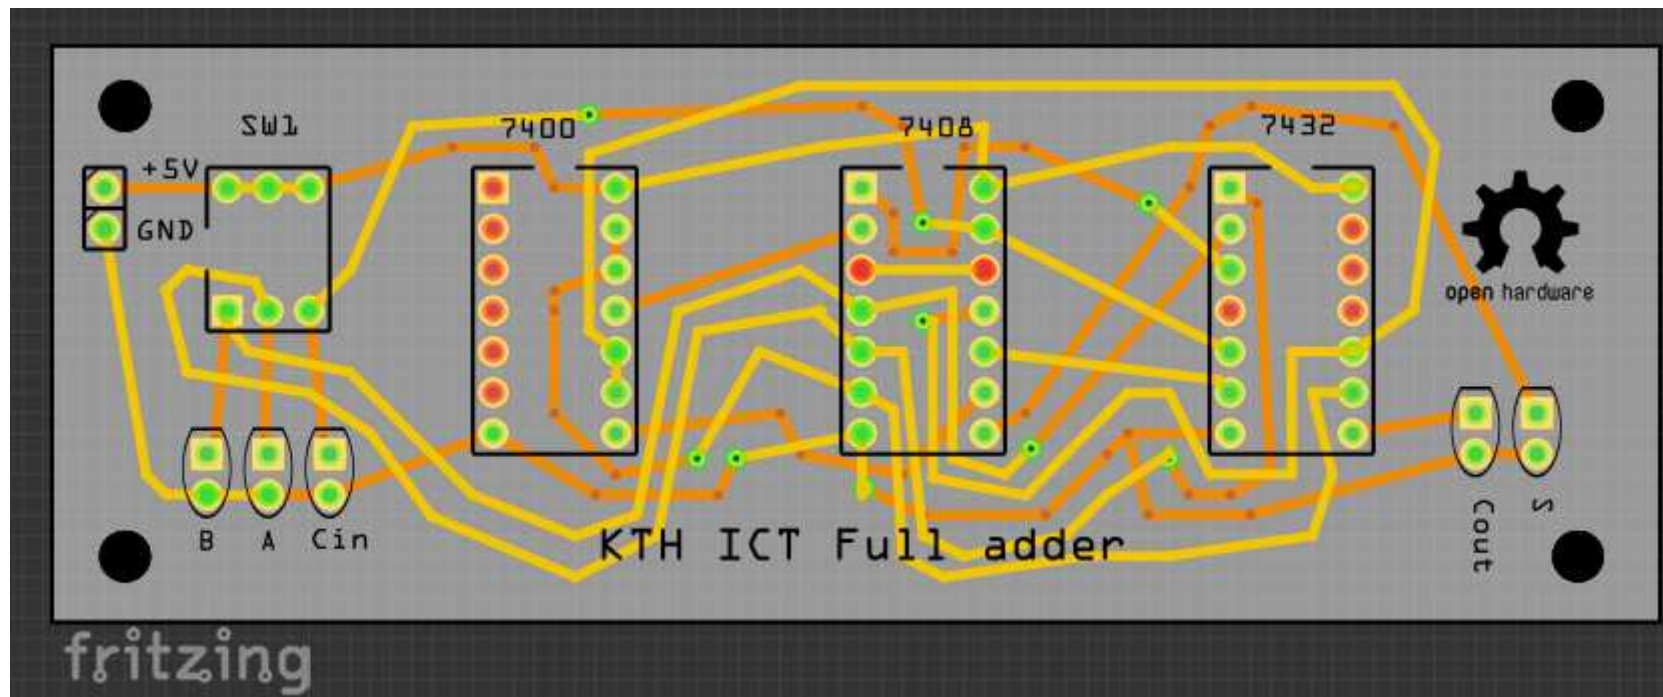 SW1
7400
7408
7432
+5V
GND
open hardware
B
A
Cin
Cout
S
KTH ICT Full adder
fritzing